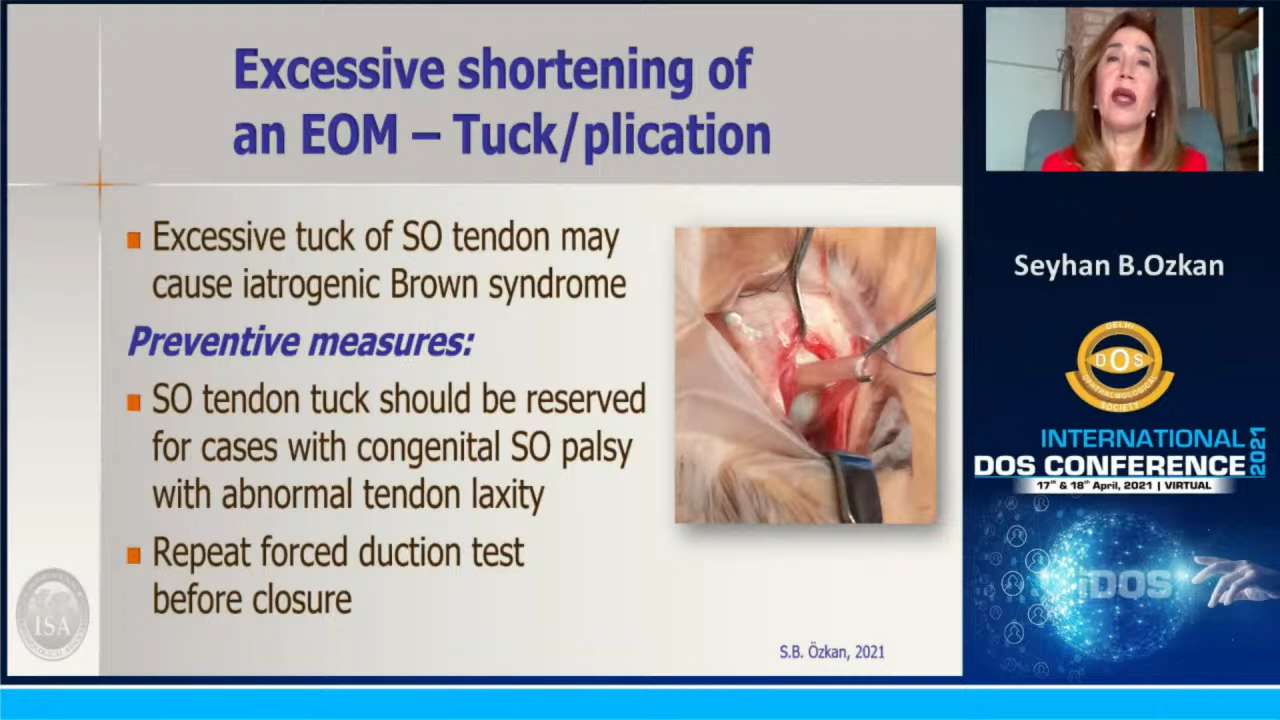 Excessive shortening of
an EOM – Tuck/plication
Excessive tuck of SO tendon may
cause iatrogenic Brown syndrome
Preventive measures:
SO tendon tuck should be reserved
for cases with congenital SO palsy
with abnormal tendon laxity
Repeat forced duction test
before closure
S.B. Özkan, 2021
ISA
Seyhan B.Ozkan
DELHI
DOS
OPHTHALMOLOGICAL
SOCIETY
INTERNATIONAL
DOS CONFERENCE
2021
17th & 18th April, 2021 | VIRTUAL
iDOS